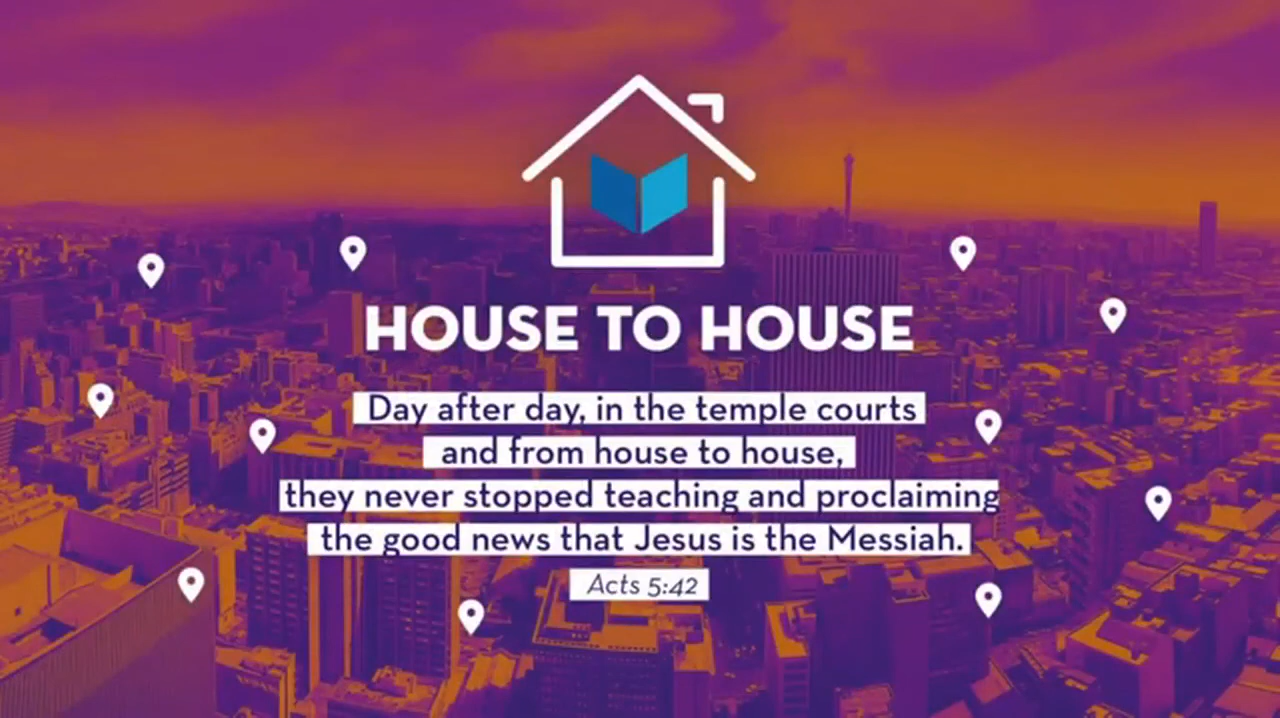 HOUSE TO HOUSE
Day after day, in the temple courts
and from house to house,
they never stopped teaching and proclaiming
the good news that Jesus is the Messiah.
Acts 5:42